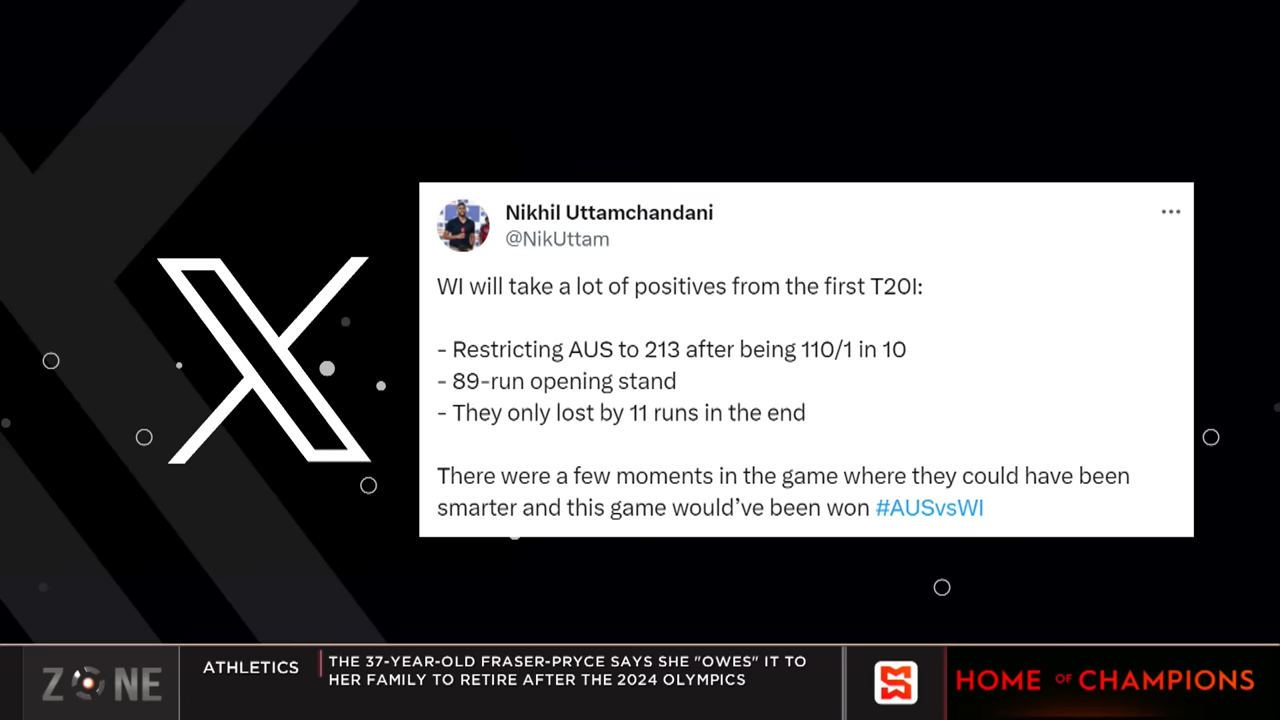 Nikhil Uttamchandani
@NikUttam
WI will take a lot of positives from the first T20I:
- Restricting AUS to 213 after being 110/1 in 10
- 89-run opening stand
- They only lost by 11 runs in the end
There were a few moments in the game where they could have been
smarter and this game would’ve been won #AUSvsWI
ZONE
ATHLETICS
THE 37-YEAR-OLD FRASER-PRYCE SAYS SHE "OWES" IT TO
HER FAMILY TO RETIRE AFTER THE 2024 OLYMPICS
HOME OF CHAMPIONS